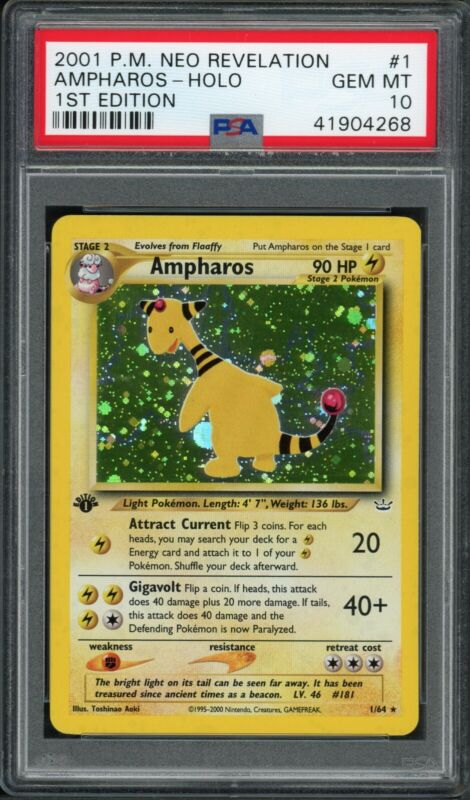 2001 P.M. NEO REVELATION #1
AMPHAROS - HOLO GEM MT
1ST EDITION 10
PSA 41904268
STAGE 2 Evolves from Flaaffy Put Ampharos on the Stage 1 card
Ampharos 90 HP
Stage 2 Pokémon
Light Pokémon. Length: 4' 7", Weight: 136 lbs.
EDITION 1
Attract Current Flip 3 coins. For each
heads, you may search your deck for a
Energy card and attach it to 1 of your
Pokémon. Shuffle your deck afterward.
20
Gigavolt Flip a coin. If heads, this attack
does 40 damage plus 20 more damage. If tails,
this attack does 40 damage and the
Defending Pokémon is now Paralyzed.
40+
weakness resistance retreat cost
The bright light on its tail can be seen far away. It has been
treasured since ancient times as a beacon. LV. 46 #181
Illus. Toshinao Aoki ©1995-2000 Nintendo, Creatures, GAMEFREAK. 1/64 ★
PSA